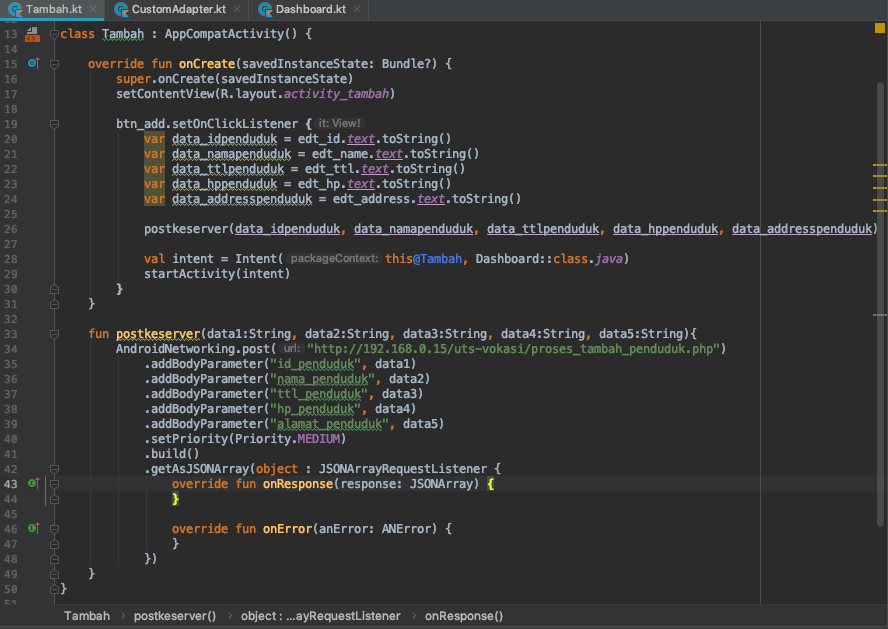 Tambah.kt
CustomAdapter.kt
Dashboard.kt
13 class Tambah : AppCompatActivity() {
14
15 override fun onCreate(savedInstanceState: Bundle?) {
16 super.onCreate(savedInstanceState)
17 setContentView(R.layout.activity_tambah)
18
19 btn_add.setOnClickListener { it: View!
20 var data_idpenduduk = edt_id.text.toString()
21 var data_namapenduduk = edt_name.text.toString()
22 var data_ttlpenduduk = edt_ttl.text.toString()
23 var data_hppenduduk = edt_hp.text.toString()
24 var data_addresspenduduk = edt_address.text.toString()
25
26 postkeserver(data_idpenduduk, data_namapenduduk, data_ttlpenduduk, data_hppenduduk, data_addresspenduduk)
27
28 val intent = Intent( packageContext: this@Tambah, Dashboard::class.java)
29 startActivity(intent)
30 }
31 }
32
33 fun postkeserver(data1:String, data2:String, data3:String, data4:String, data5:String){
34 AndroidNetworking.post( url: "http://192.168.0.15/uts-vokasi/proses_tambah_penduduk.php")
35 .addBodyParameter("id_penduduk", data1)
36 .addBodyParameter("nama_penduduk", data2)
37 .addBodyParameter("ttl_penduduk", data3)
38 .addBodyParameter("hp_penduduk", data4)
39 .addBodyParameter("alamat_penduduk", data5)
40 .setPriority(Priority.MEDIUM)
41 .build()
42 .getAsJSONArray(object : JSONArrayRequestListener {
43 override fun onResponse(response: JSONArray) {
44 }
45
46 override fun onError(anError: ANError) {
47 }
48 })
49 }
50 }
Tambah > postkeserver() > object : ...ayRequestListener > onResponse()